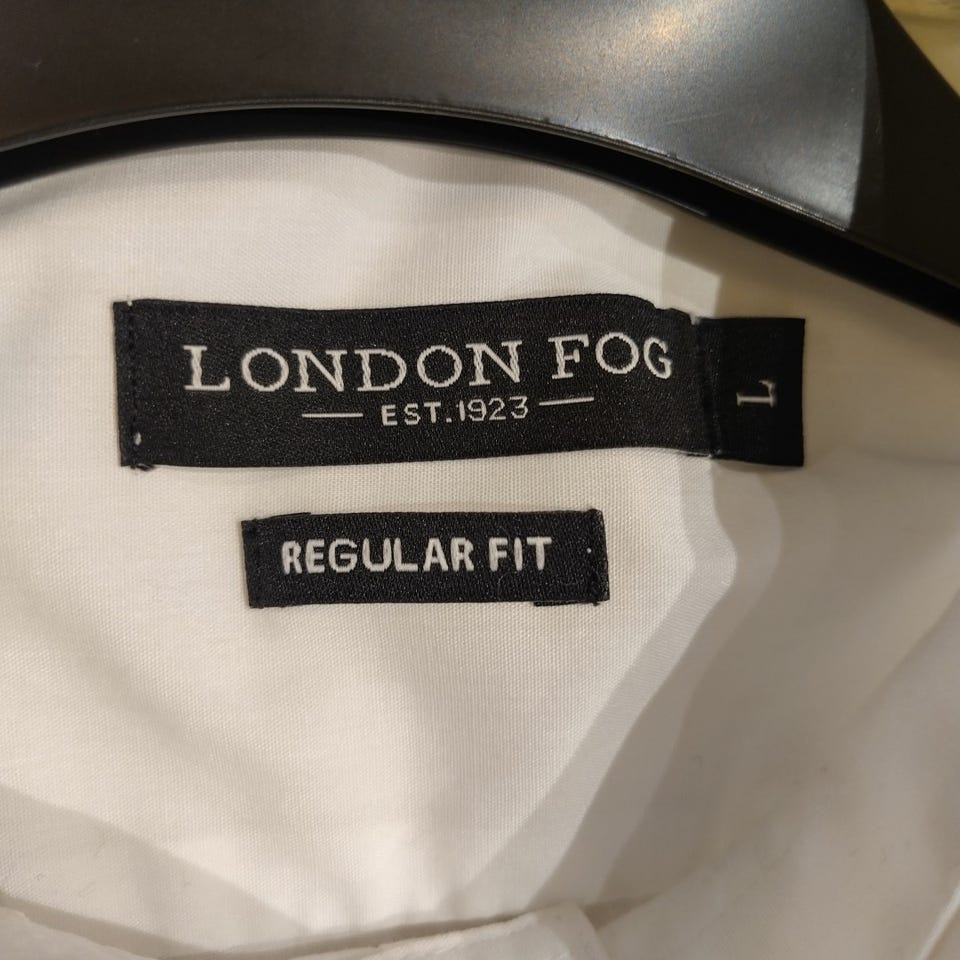 LONDON FOG
EST.1923
L
REGULAR FIT